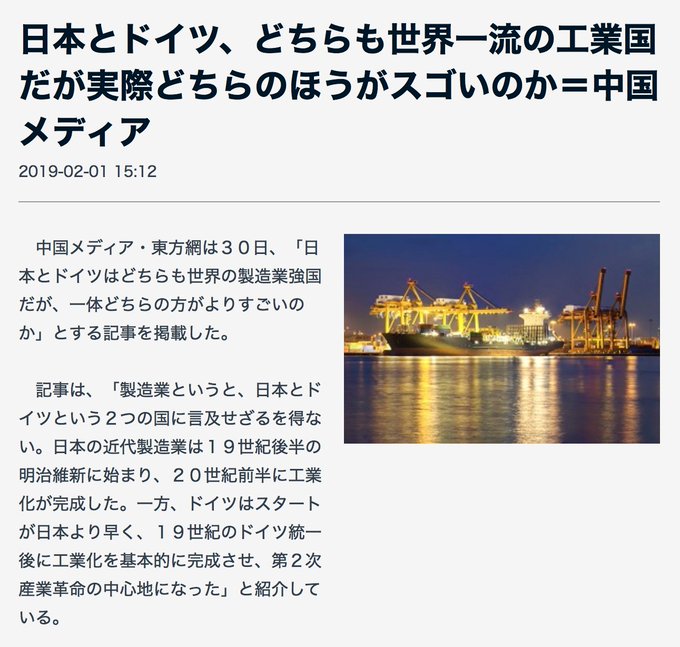 日本とドイツ、どちらも世界一流の工業国
だが実際どちらのほうがスゴいのか＝中国
メディア
2019-02-01 15:12
　中国メディア・東方網は３０日、「日
本とドイツはどちらも世界の製造業強国
だが、一体どちらの方がよりすごいの
か」とする記事を掲載した。
　記事は、「製造業というと、日本とド
イツという２つの国に言及せざるを得な
い。日本の近代製造業は１９世紀後半の
明治維新に始まり、２０世紀前半に工業
化が完成した。一方、ドイツはスタート
が日本より早く、１９世紀のドイツ統一
後に工業化を基本的に完成させ、第２次
産業革命の中心地になった」と紹介して
いる。